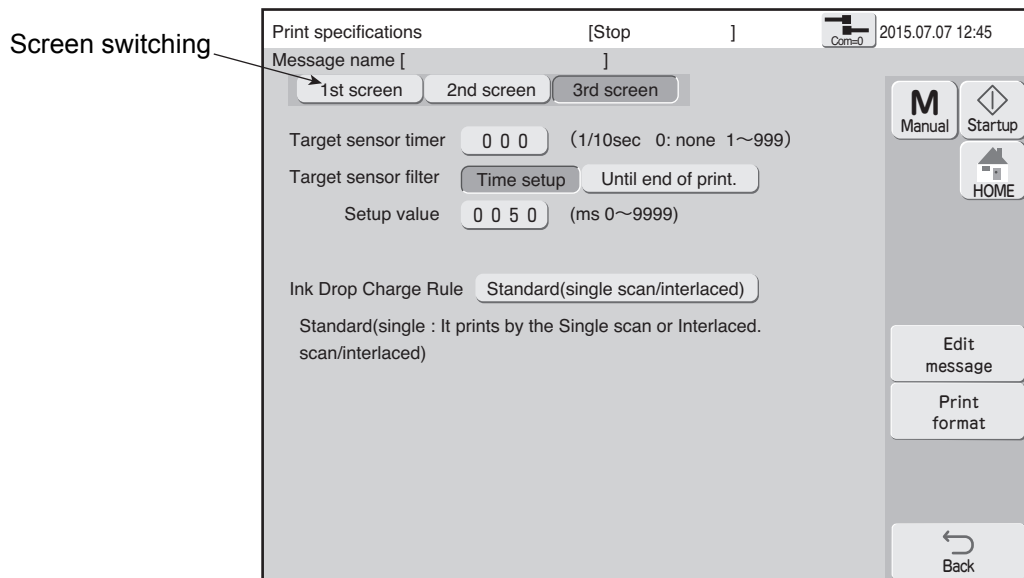 Screen switching
Print specifications [Stop ] Com=0 2015.07.07 12:45
Message name [ ]
1st screen 2nd screen 3rd screen
M
Manual Startup
Target sensor timer 0 0 0 (1/10sec 0: none 1～999)
HOME
Target sensor filter Time setup Until end of print.
Setup value 0 0 5 0 (ms 0～9999)
Ink Drop Charge Rule Standard(single scan/interlaced)
Standard(single : It prints by the Single scan or Interlaced.
scan/interlaced)
Edit
message
Print
format
Back